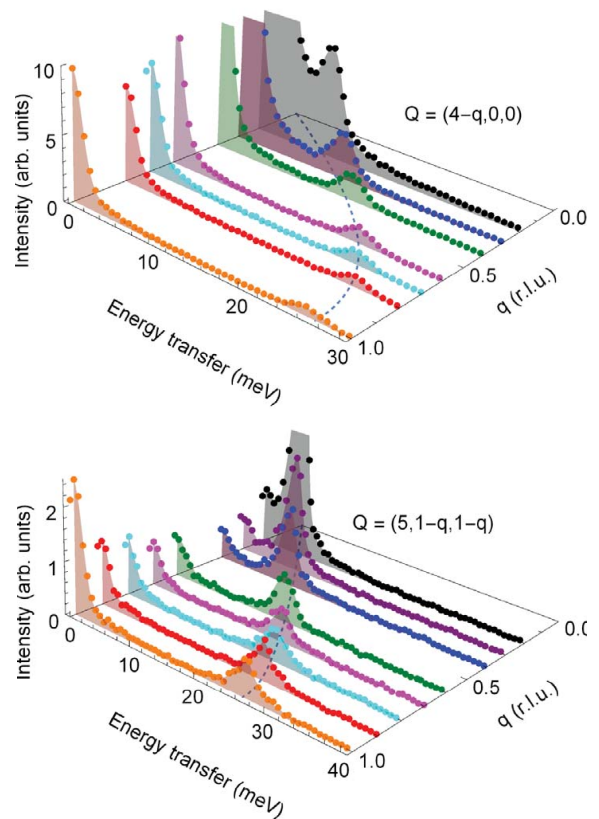 10
5
0
Intensity (arb. units)
0
10
20
30
Energy transfer (meV)
Q = (4−q,0,0)
0.0
0.5
1.0
q (r.l.u.)
2
1
0
Intensity (arb. units)
0
10
20
30
40
Energy transfer (meV)
Q = (5,1−q,1−q)
0.0
0.5
1.0
q (r.l.u.)